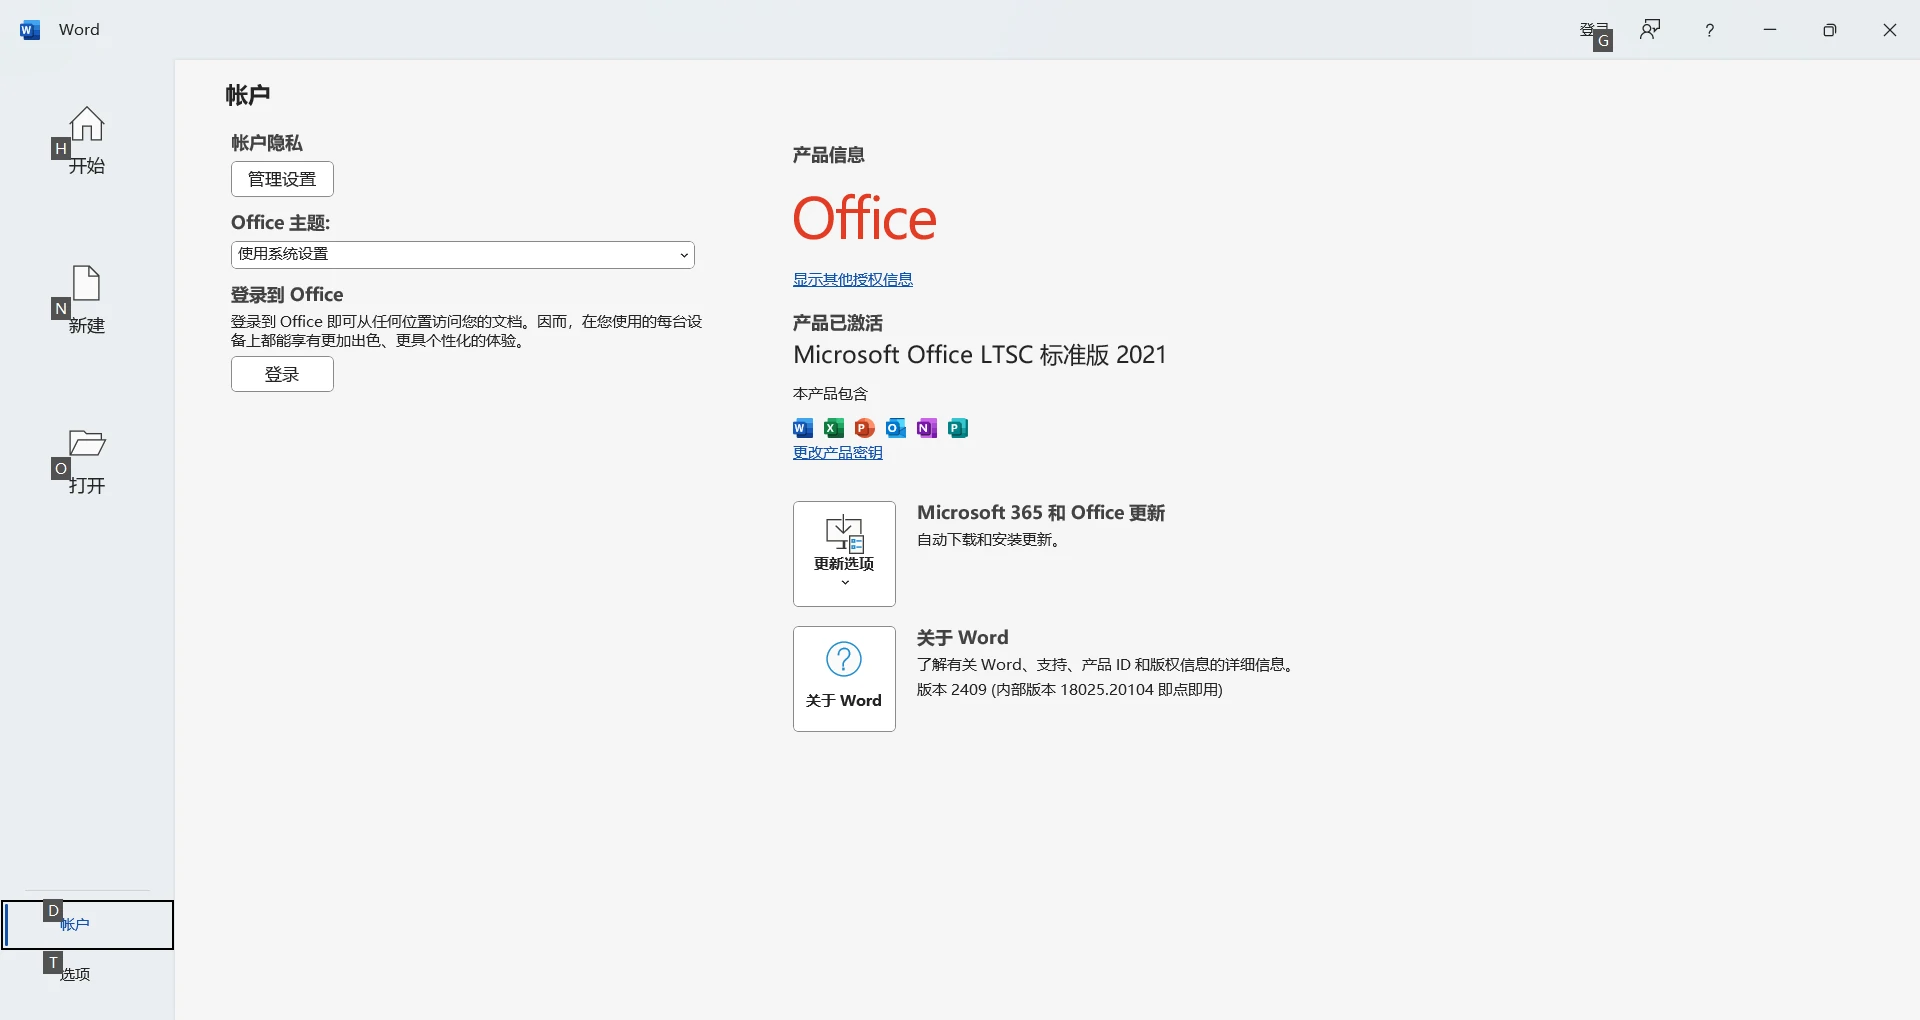 Word
登录
G
?
H
开始
N
新建
O
打开
D
帐户
T
选项
帐户
帐户隐私
管理设置
Office 主题:
使用系统设置
登录到 Office
登录到 Office 即可从任何位置访问您的文档。因而，在您使用的每台设
备上都能享有更加出色、更具个性化的体验。
登录
产品信息
Office
显示其他授权信息
产品已激活
Microsoft Office LTSC 标准版 2021
本产品包含
更改产品密钥
更新选项
Microsoft 365 和 Office 更新
自动下载和安装更新。
关于 Word
关于 Word
了解有关 Word、支持、产品 ID 和版权信息的详细信息。
版本 2409 (内部版本 18025.20104 即点即用)